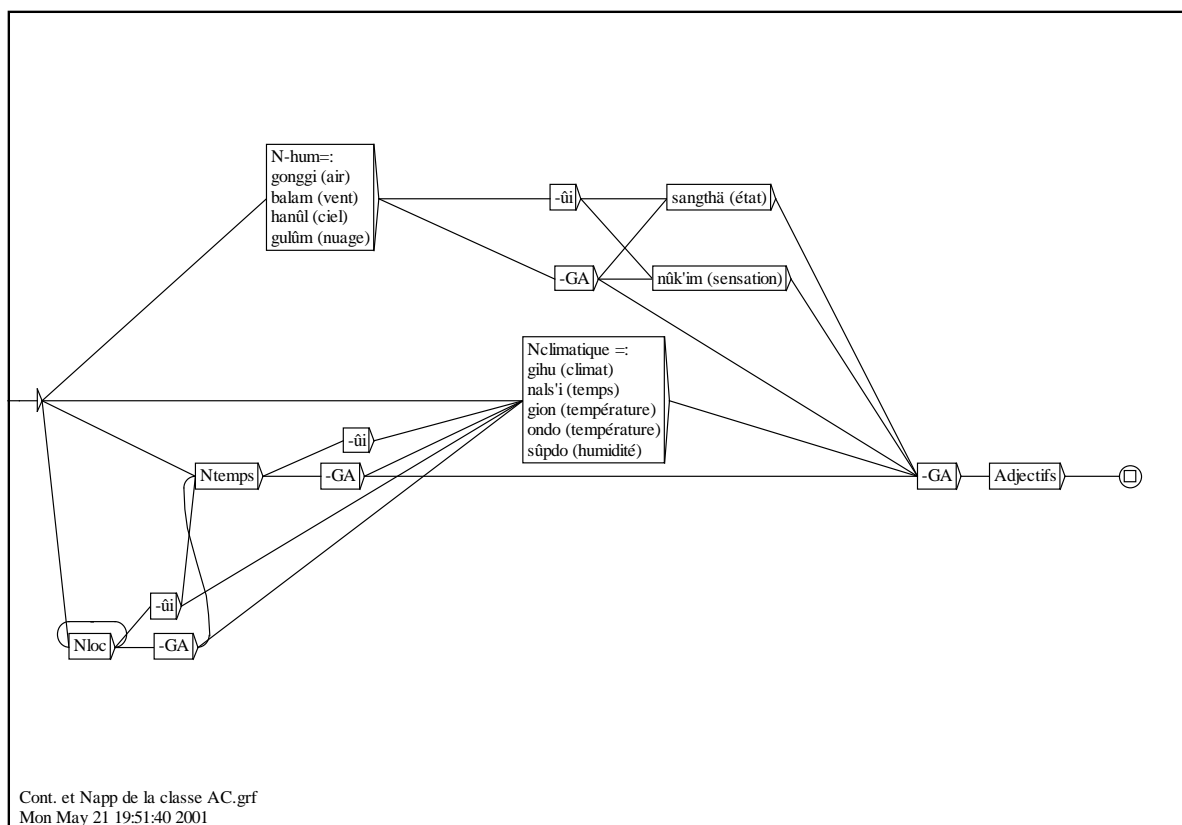 N-hum=:
gonggi (air)
balam (vent)
hanûl (ciel)
gulûm (nuage)
-ûi
sangthä (état)
-GA
nûk'im (sensation)
Nclimatique =:
gihu (climat)
nals'i (temps)
gion (température)
ondo (température)
sûpdo (humidité)
-ûi
Ntemps
-GA
-GA
Adjectifs
-ûi
Nloc
-GA
Cont. et Napp de la classe AC.grf
Mon May 21 19:51:40 2001